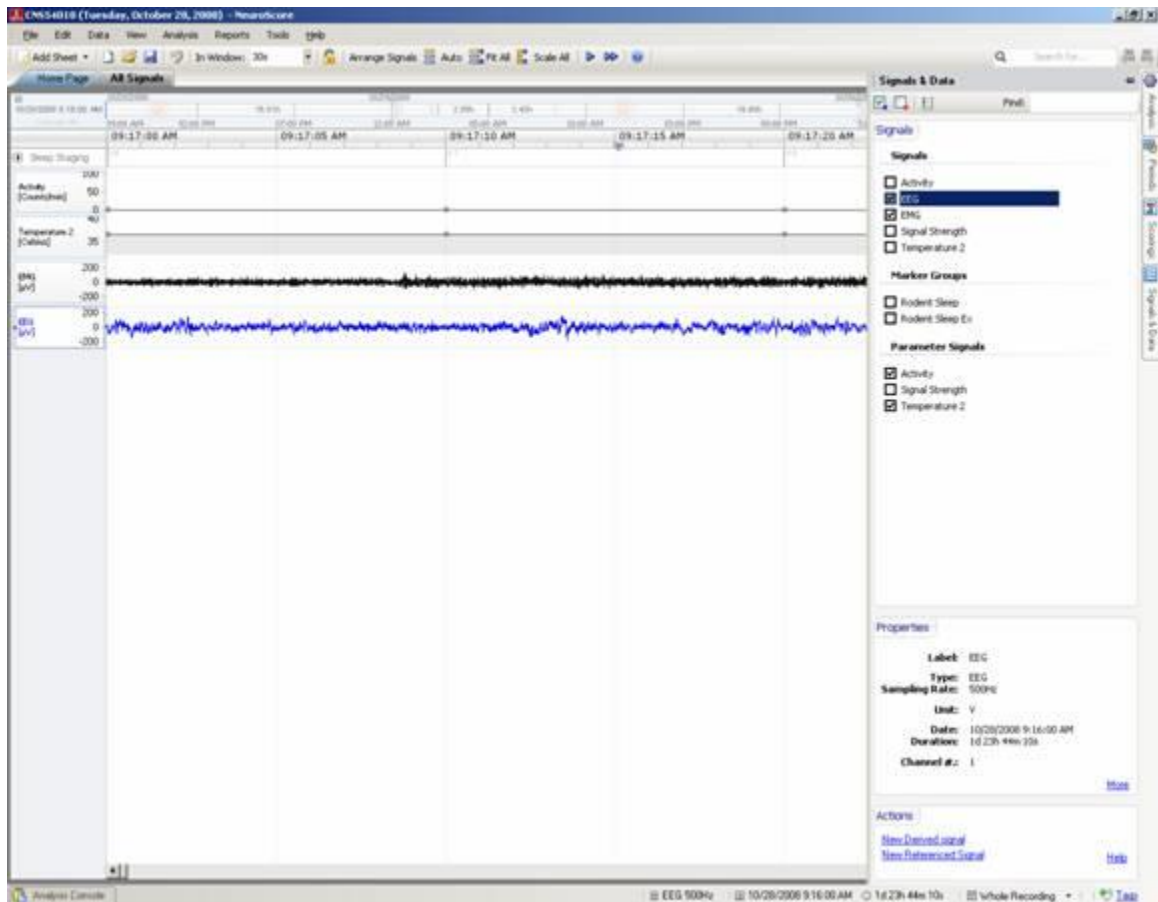 CNS54010 (Tuesday, October 28, 2008) - NeuroScore
File Edit Data View Analysis Reports Tools Help
Add Sheet In Window: 30s Arrange Signals Auto Fit All Scale All Search for...
Home Page All Signals
09:17:00 AM 09:17:05 AM 09:17:10 AM 09:17:15 AM 09:17:20 AM
Sleep Staging
Activity
[Counts/min]
100
50
0
Temperature 2
[Celsius]
40
35
EMG
[µV]
200
0
-200
EEG
[µV]
200
0
-200
Signals & Data
Find:
Signals
Signals
Activity
EEG
EMG
Signal Strength
Temperature 2
Marker Groups
Rodent Sleep
Rodent Sleep Ex
Parameter Signals
Activity
Signal Strength
Temperature 2
Properties
Label: EEG
Type: EEG
Sampling Rate: 500Hz
Unit: V
Date: 10/28/2008 9:16:00 AM
Duration: 1d 23h 44m 10s
Channel #.: 1
More
Actions
New Derived signal
New Referenced Signal
Help
Analysis
Periods
Scorings
Signals & Data
Analysis Console EEG 500Hz 10/28/2008 9:16:00 AM 1d 23h 44m 10s Whole Recording Tags